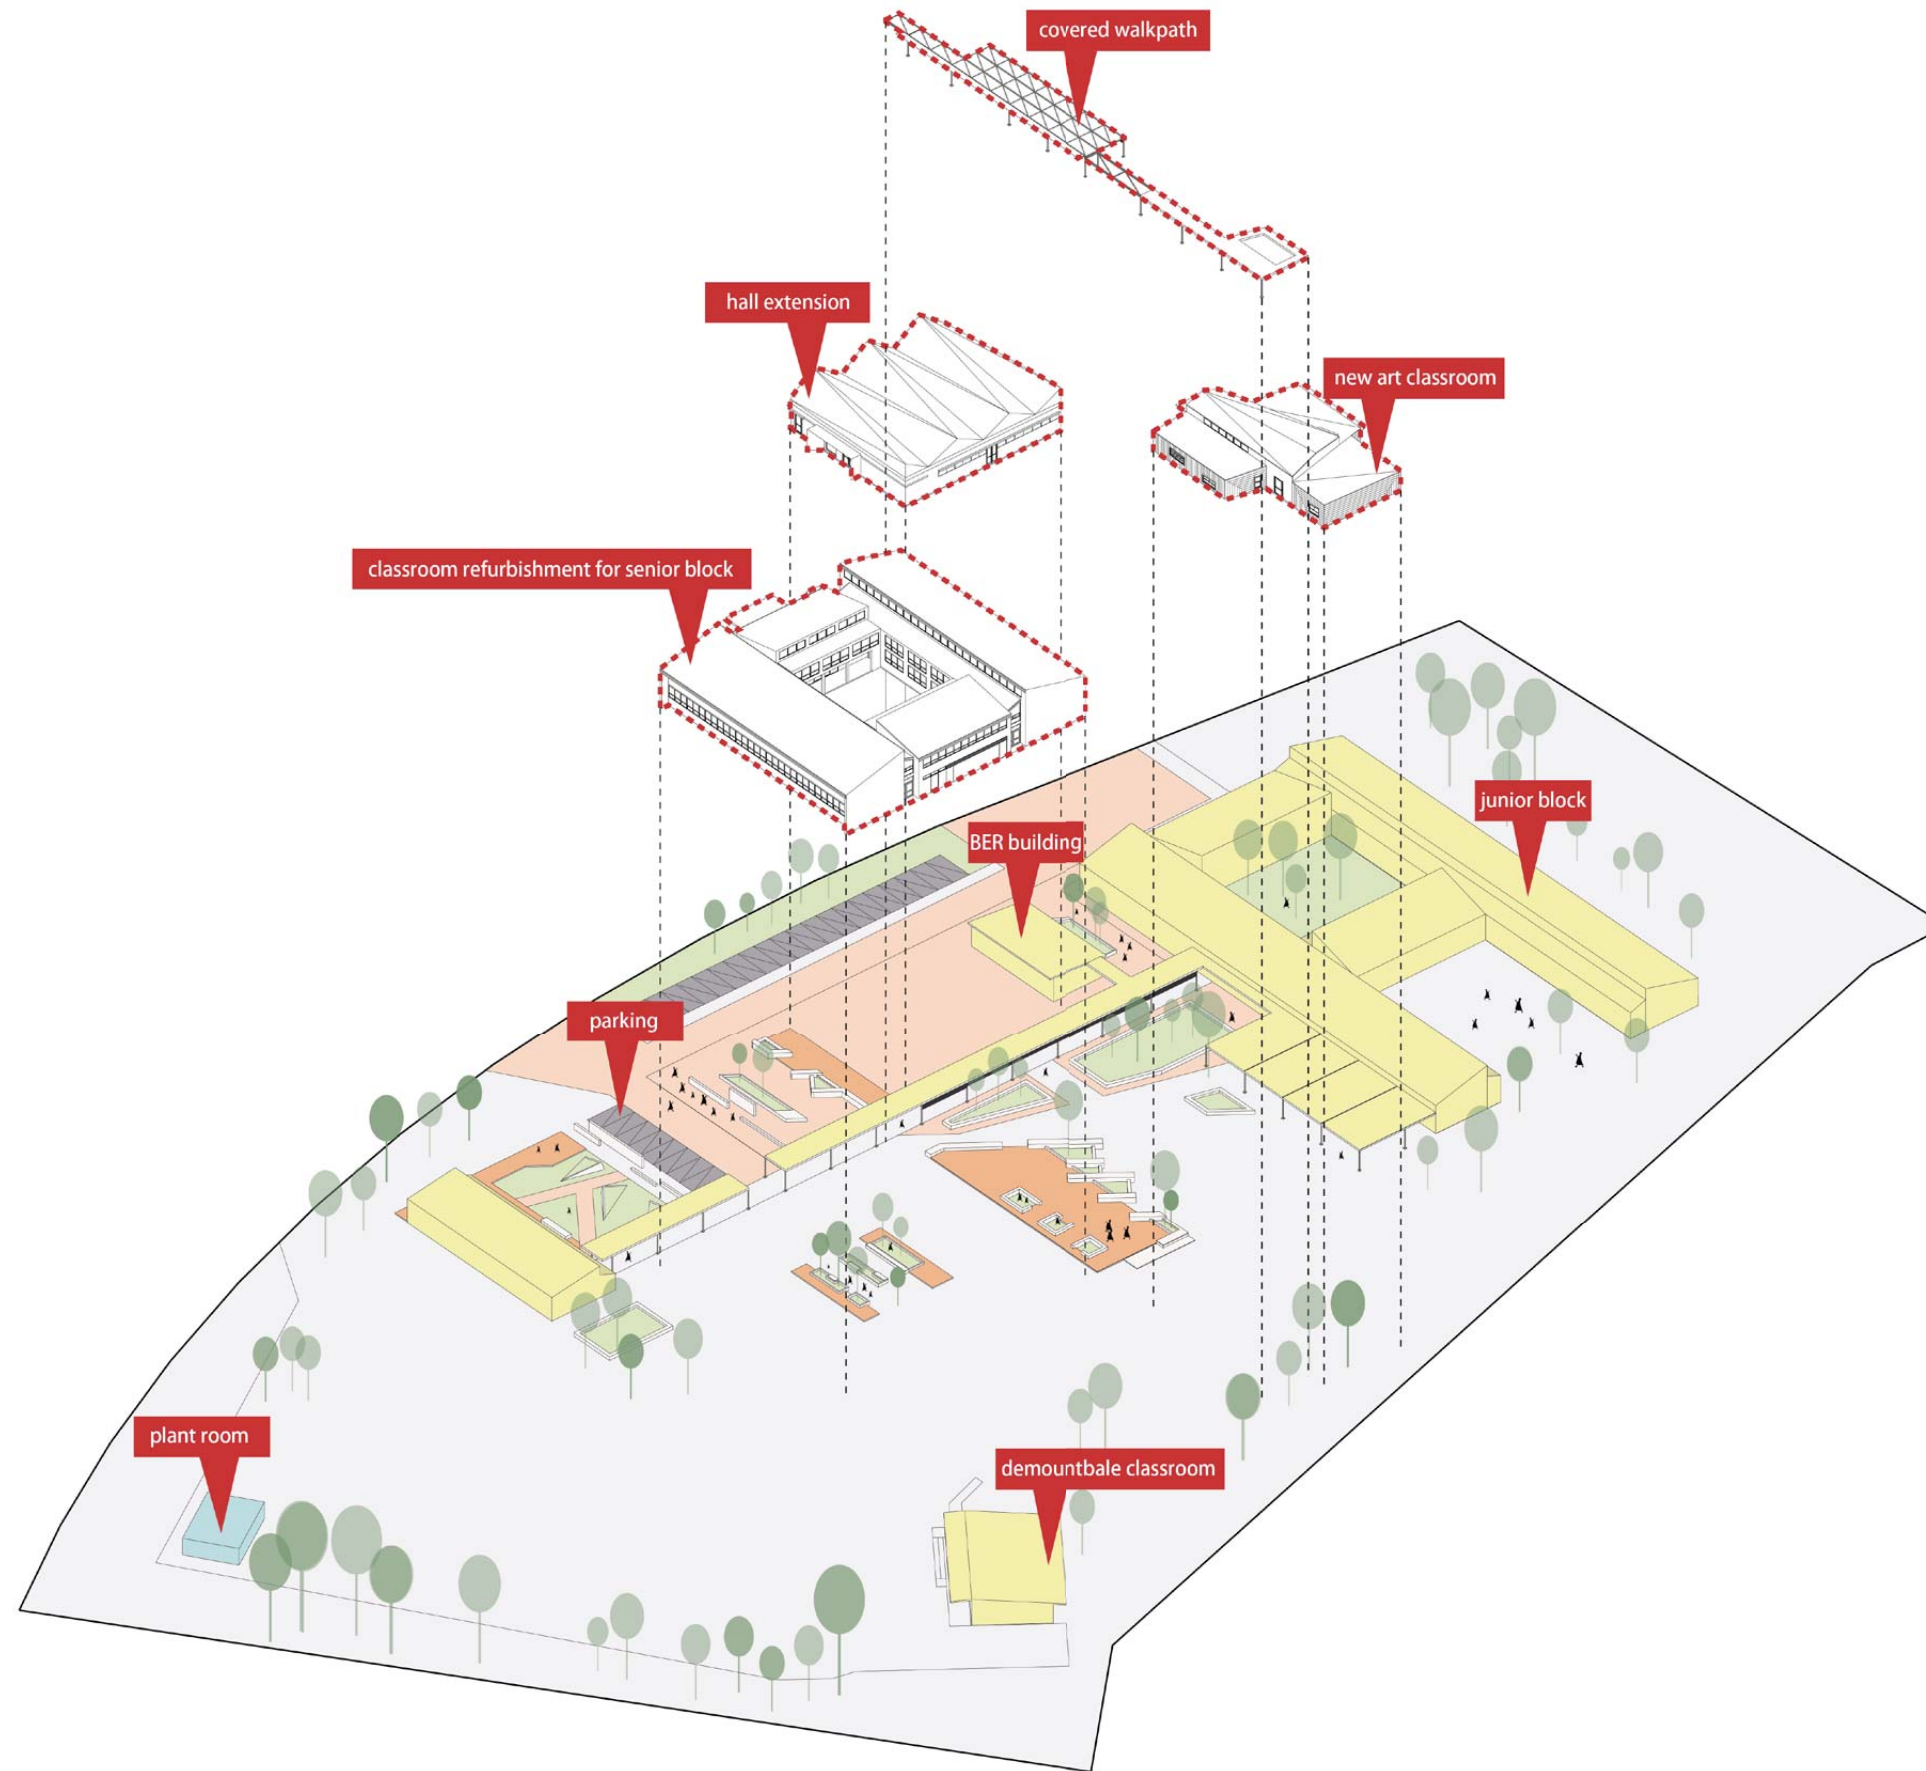 covered walkpath
hall extension
new art classroom
classroom refurbishment for senior block
junior block
BER building
parking
plant room
demountbale classroom